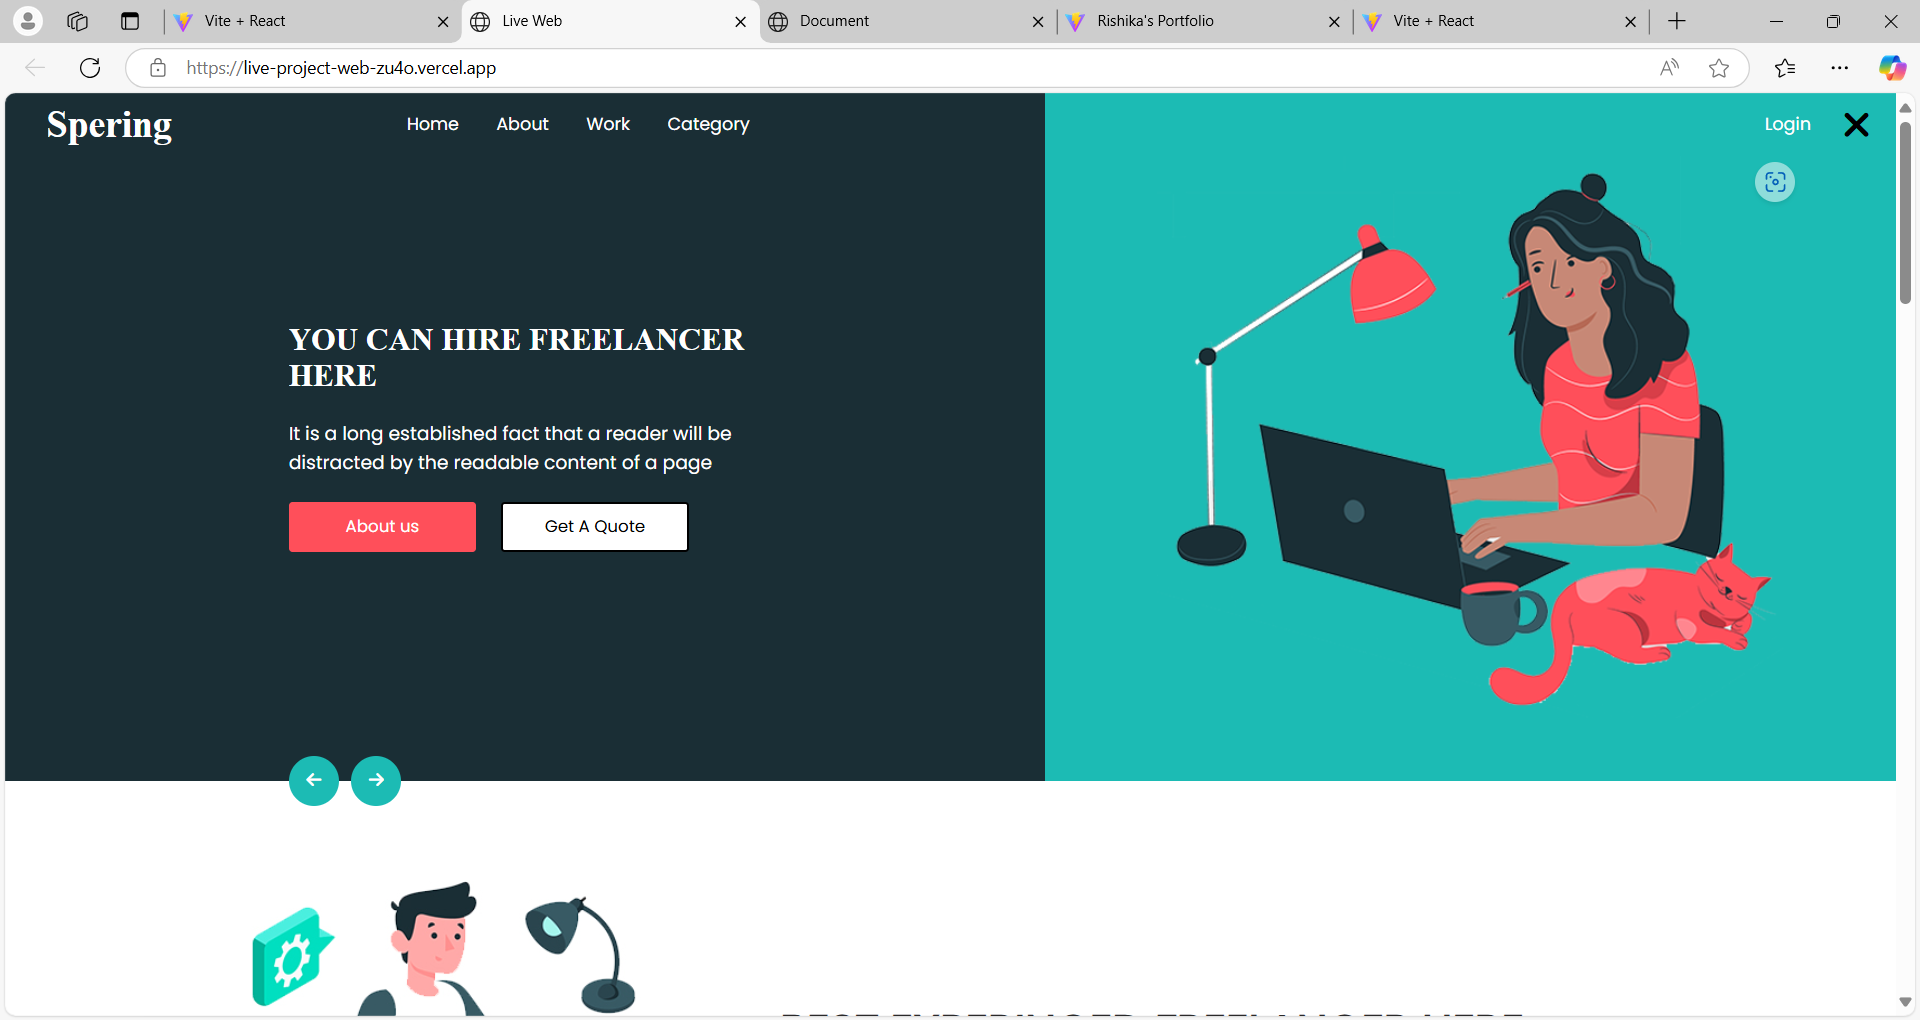 Vite + React
Live Web
Document
Rishika's Portfolio
Vite + React
https://live-project-web-zu4o.vercel.app
Spering
Home About Work Category
Login
YOU CAN HIRE FREELANCER
HERE
It is a long established fact that a reader will be
distracted by the readable content of a page
About us
Get A Quote